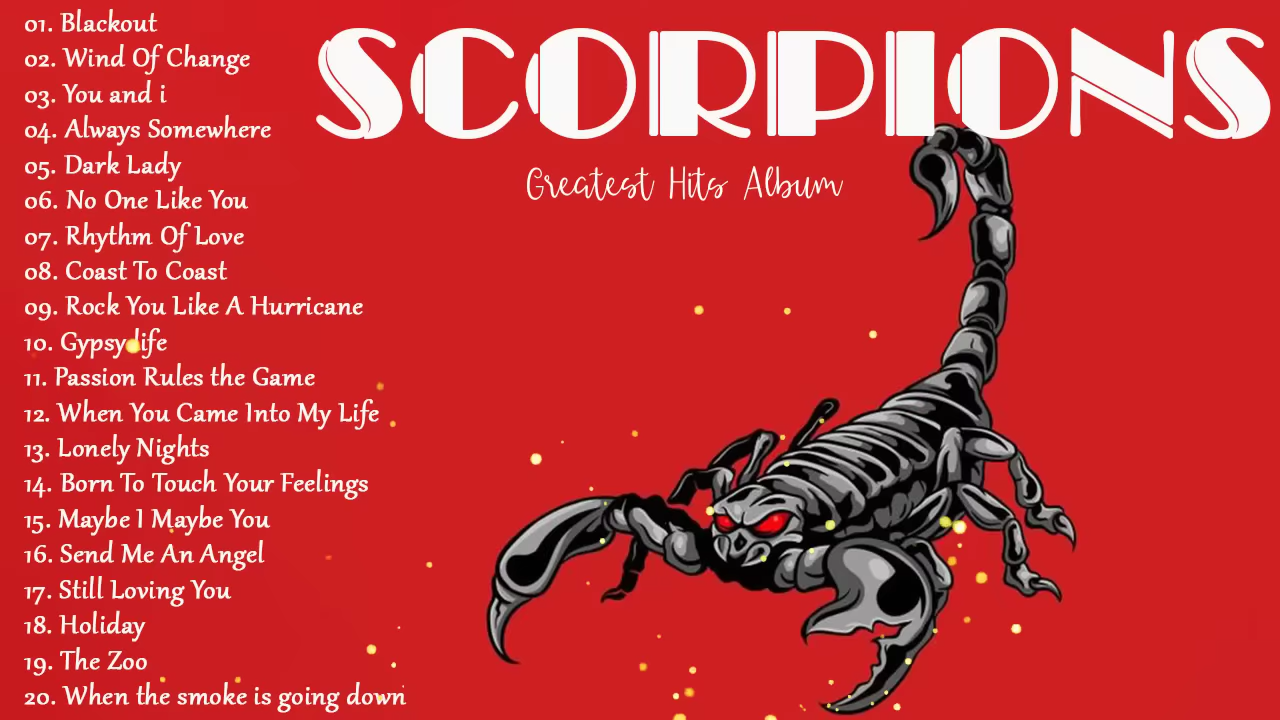 01. Blackout
02. Wind Of Change
03. You and i
04. Always Somewhere
05. Dark Lady
06. No One Like You
07. Rhythm Of Love
08. Coast To Coast
09. Rock You Like A Hurricane
10. Gypsy life
11. Passion Rules the Game
12. When You Came Into My Life
13. Lonely Nights
14. Born To Touch Your Feelings
15. Maybe I Maybe You
16. Send Me An Angel
17. Still Loving You
18. Holiday
19. The Zoo
20. When the smoke is going down
SCORPIONS
Greatest Hits Album